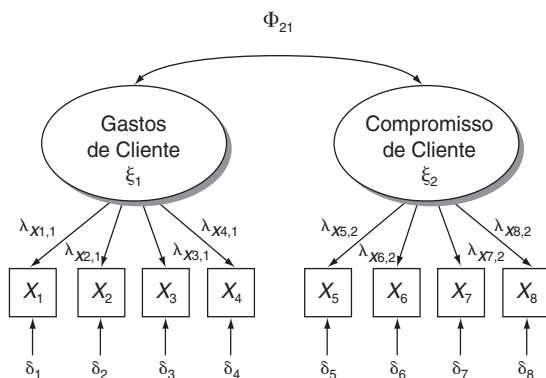 Φ21
Gastos
de Cliente
ξ1
Compromisso
de Cliente
ξ2
λX1,1 λX2,1 λX3,1 λX4,1 λX5,2 λX6,2 λX7,2 λX8,2
X1 X2 X3 X4 X5 X6 X7 X8
δ1 δ2 δ3 δ4 δ5 δ6 δ7 δ8